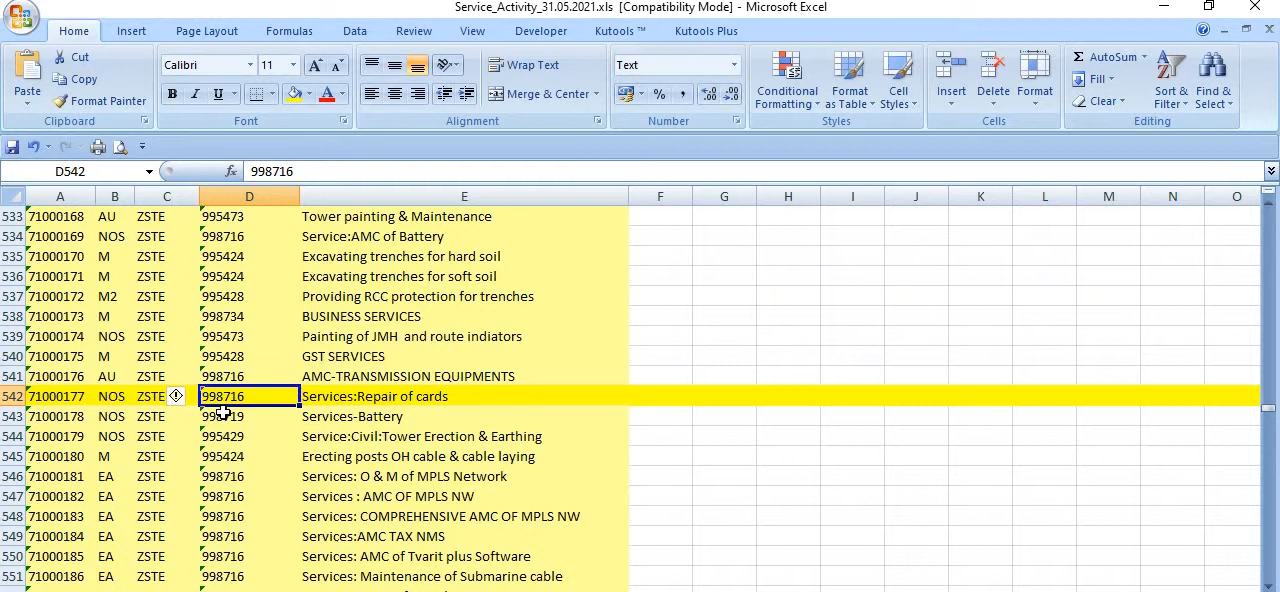 Service_Activity_31.05.2021.xls [Compatibility Mode] - Microsoft Excel
Home Insert Page Layout Formulas Data Review View Developer Kutools ™ Kutools Plus
Paste Cut Copy Format Painter Clipboard
Calibri 11 A A B I U A Font
Wrap Text Merge & Center Alignment
Text % , Number
Conditional Formatting Format as Table Cell Styles Styles
Insert Delete Format Cells
Σ AutoSum Fill Clear Sort & Filter Find & Select Editing
D542 fx 998716
A B C D E F G H I J K L M N O
533 71000168 AU ZSTE 995473 Tower painting & Maintenance
534 71000169 NOS ZSTE 998716 Service:AMC of Battery
535 71000170 M ZSTE 995424 Excavating trenches for hard soil
536 71000171 M ZSTE 995424 Excavating trenches for soft soil
537 71000172 M2 ZSTE 995428 Providing RCC protection for trenches
538 71000173 M ZSTE 998734 BUSINESS SERVICES
539 71000174 NOS ZSTE 995473 Painting of JMH and route indiators
540 71000175 M ZSTE 995428 GST SERVICES
541 71000176 AU ZSTE 998716 AMC-TRANSMISSION EQUIPMENTS
542 71000177 NOS ZSTE 998716 Services:Repair of cards
543 71000178 NOS ZSTE Services-Battery
544 71000179 NOS ZSTE 995429 Service:Civil:Tower Erection & Earthing
545 71000180 M ZSTE 995424 Erecting posts OH cable & cable laying
546 71000181 EA ZSTE 998716 Services: O & M of MPLS Network
547 71000182 EA ZSTE 998716 Services : AMC OF MPLS NW
548 71000183 EA ZSTE 998716 Services: COMPREHENSIVE AMC OF MPLS NW
549 71000184 EA ZSTE 998716 Services:AMC TAX NMS
550 71000185 EA ZSTE 998716 Services: AMC of Tvarit plus Software
551 71000186 EA ZSTE 998716 Services: Maintenance of Submarine cable